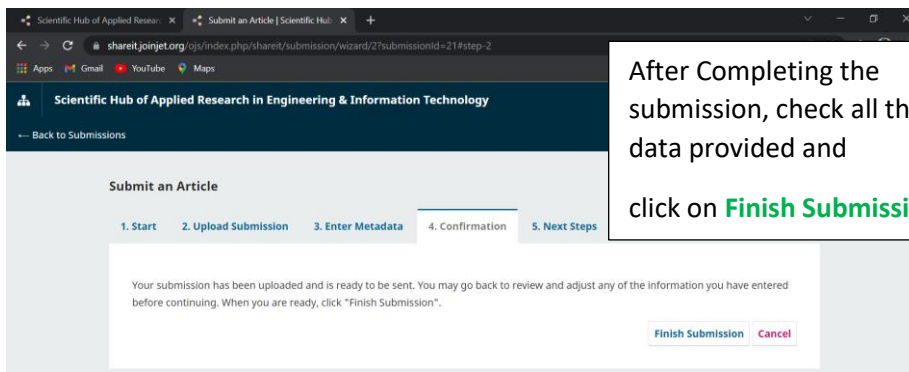 Scientific Hub of Applied Researc
Submit an Article | Scientific Hub
shareit.joinjet.org/ojs/index.php/shareit/submission/wizard/2?submissionId=21#step-2
Apps Gmail YouTube Maps
Scientific Hub of Applied Research in Engineering & Information Technology
← Back to Submissions
After Completing the
submission, check all th
data provided and
click on Finish Submissi
Submit an Article
1. Start 2. Upload Submission 3. Enter Metadata 4. Confirmation 5. Next Steps
Your submission has been uploaded and is ready to be sent. You may go back to review and adjust any of the information you have entered
before continuing. When you are ready, click "Finish Submission".
Finish Submission Cancel